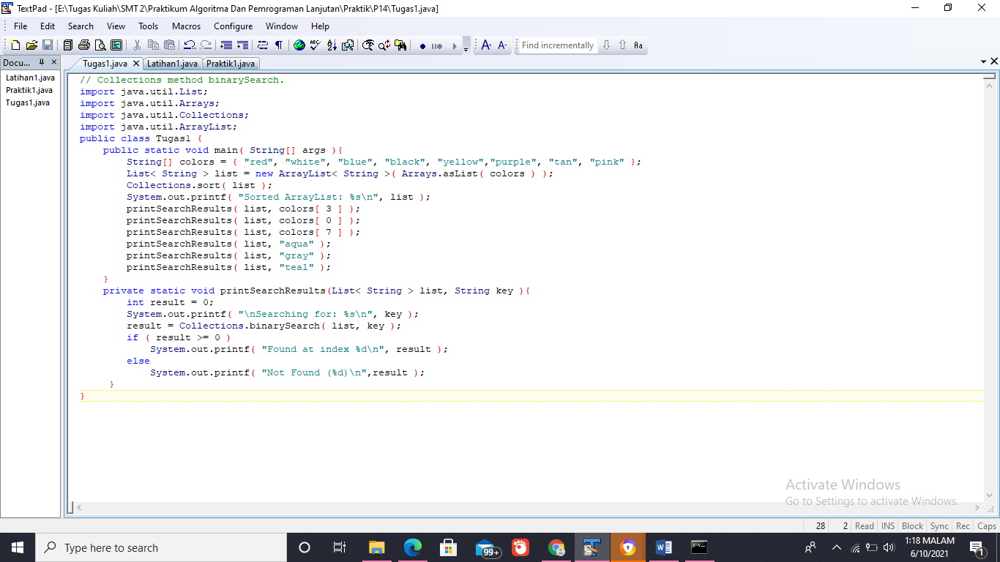 TextPad - [E:\Tugas Kuliah\SMT 2\Praktikum Algoritma Dan Pemrograman Lanjutan\Praktik\P14\Tugas1.java]
File Edit Search View Tools Macros Configure Window Help
Find incrementally
Docu...
Tugas1.java Latihan1.java Praktik1.java
Latihan1.java
Praktik1.java
Tugas1.java
// Collections method binarySearch.
import java.util.List;
import java.util.Arrays;
import java.util.Collections;
import java.util.ArrayList;
public class Tugas1 {
    public static void main( String[] args ){
        String[] colors = { "red", "white", "blue", "black", "yellow","purple", "tan", "pink" };
        List< String > list = new ArrayList< String >( Arrays.asList( colors ) );
        Collections.sort( list );
        System.out.printf( "Sorted ArrayList: %s\n", list );
        printSearchResults( list, colors[ 3 ] );
        printSearchResults( list, colors[ 0 ] );
        printSearchResults( list, colors[ 7 ] );
        printSearchResults( list, "aqua" );
        printSearchResults( list, "gray" );
        printSearchResults( list, "teal" );
    }
    private static void printSearchResults(List< String > list, String key ){
        int result = 0;
        System.out.printf( "\nSearching for: %s\n", key );
        result = Collections.binarySearch( list, key );
        if ( result >= 0 )
            System.out.printf( "Found at index %d\n", result );
        else
            System.out.printf( "Not Found (%d)\n",result );
     }
}
Activate Windows
Go to Settings to activate Windows.
28 2 Read INS Block Sync Rec Caps
Type here to search
99+
1:18 MALAM
6/10/2021
1